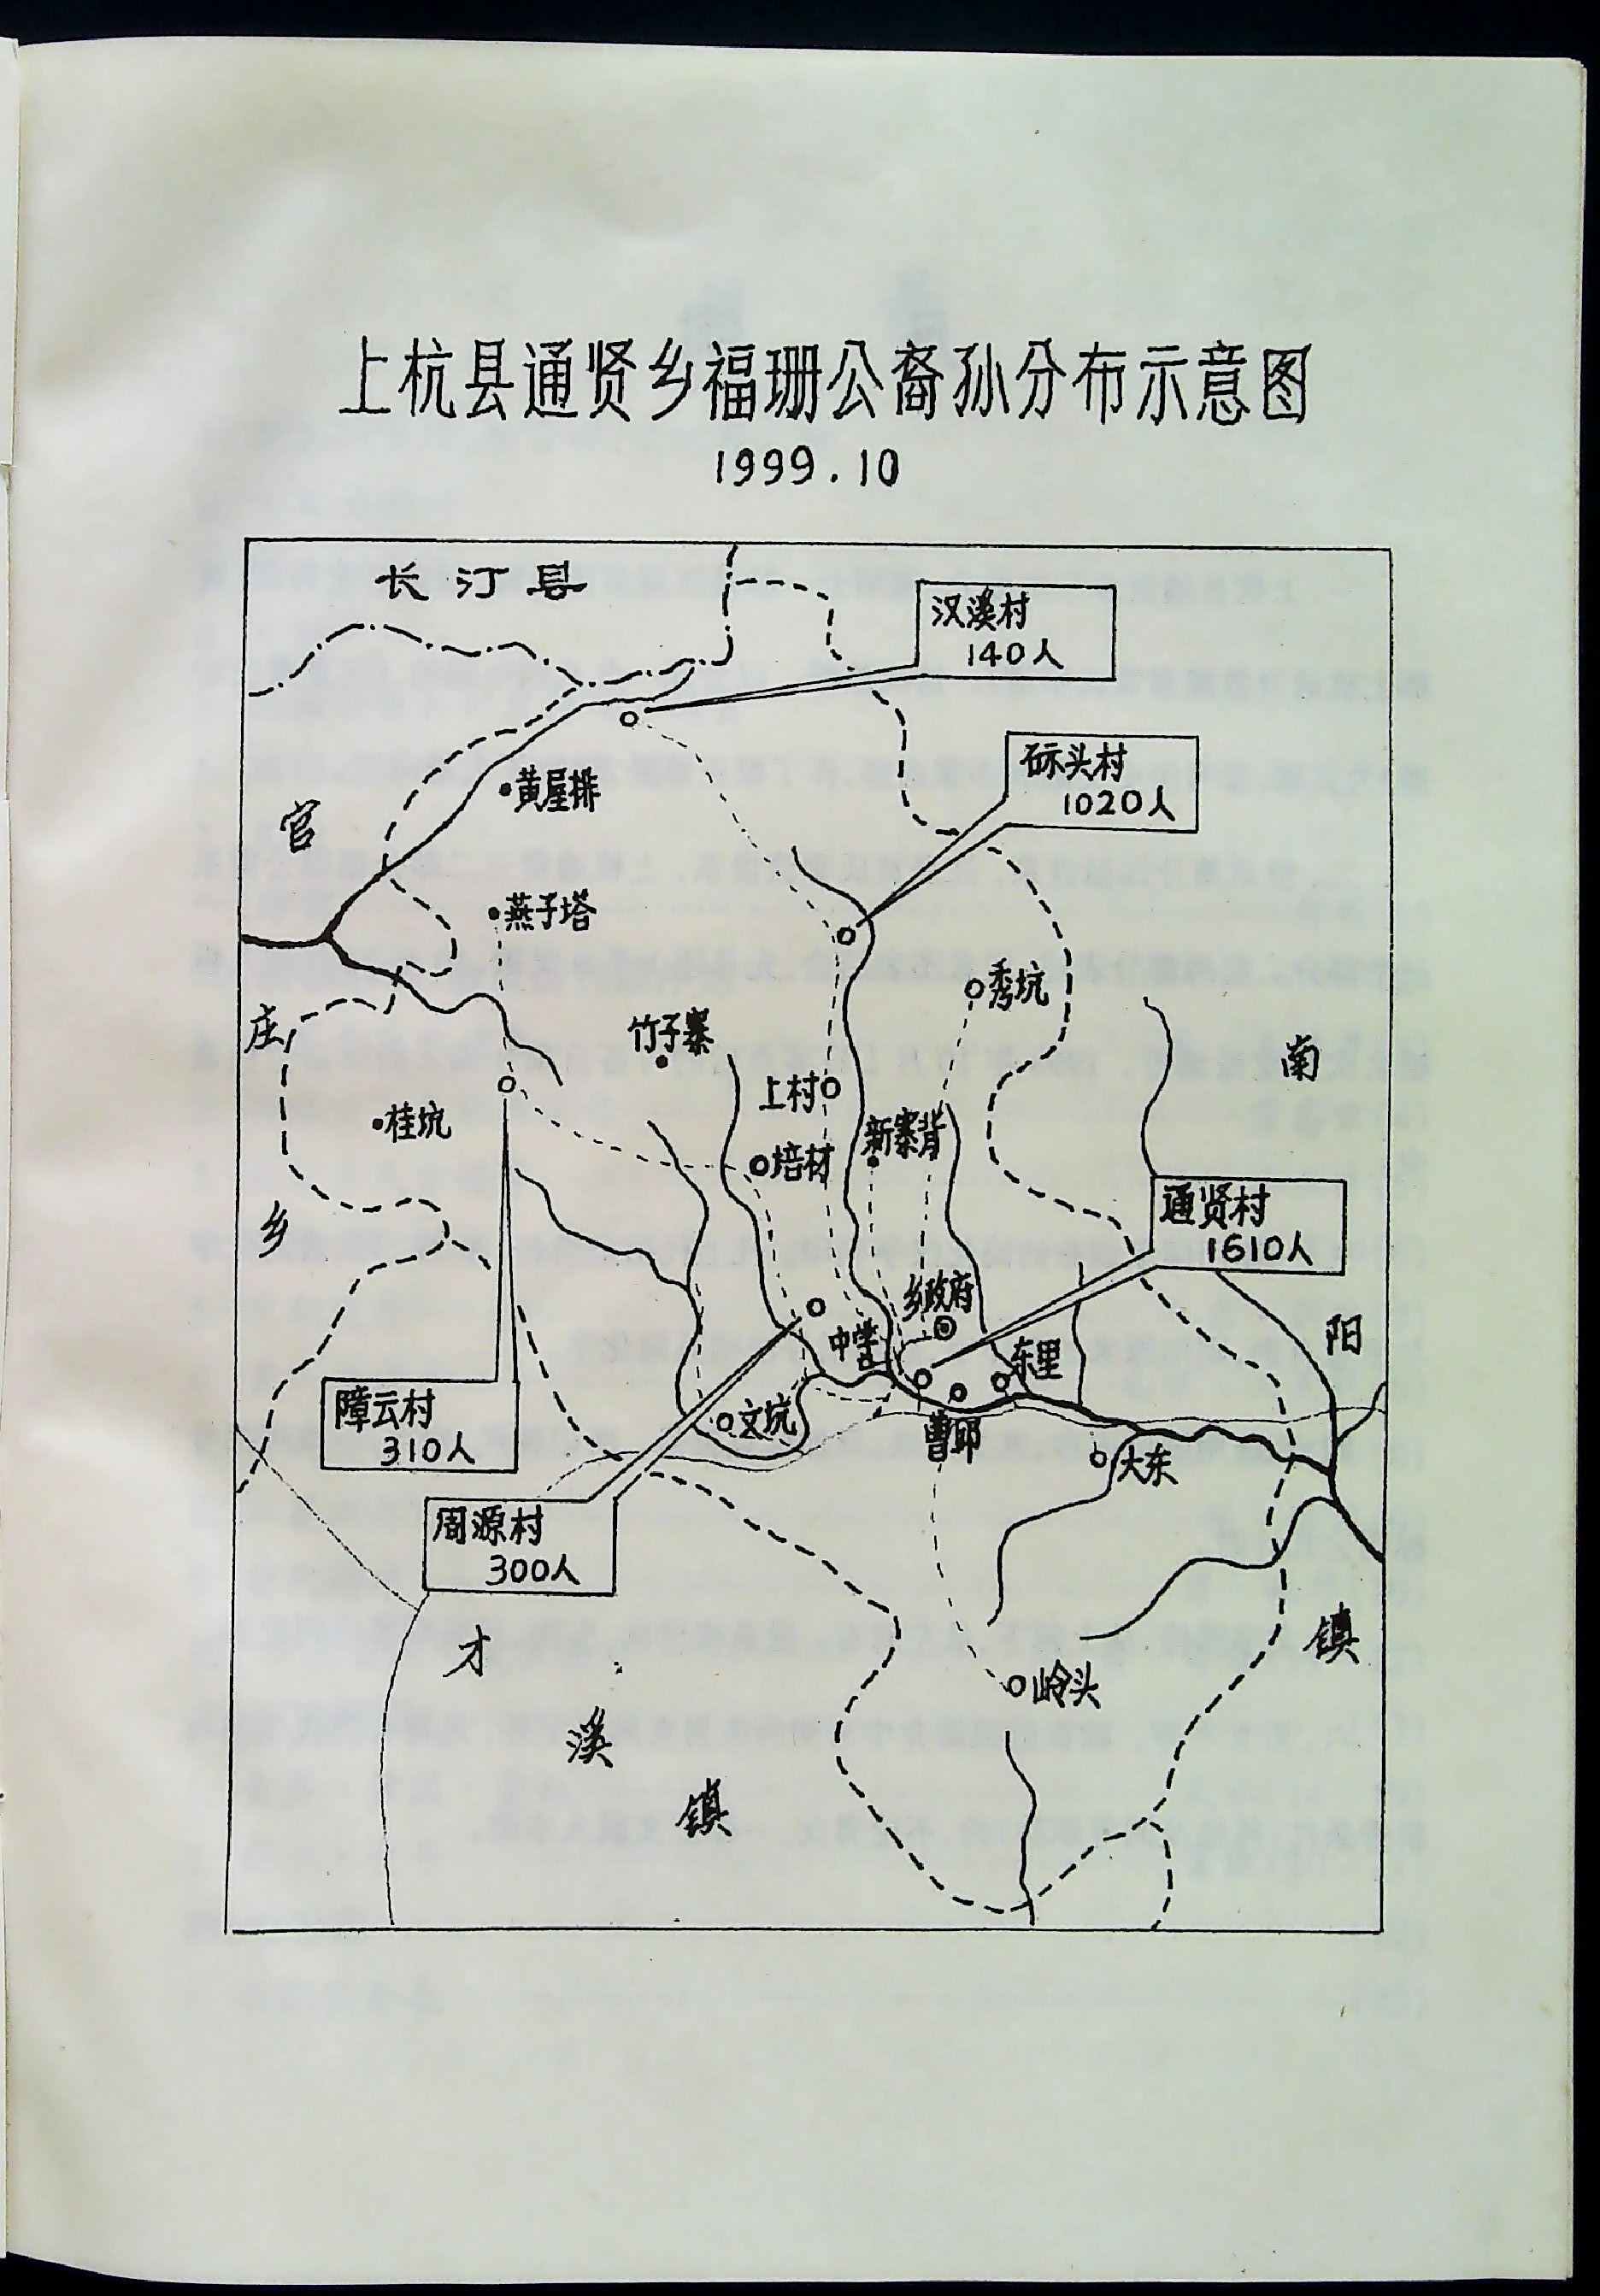 上杭县通贤乡福珊公裔孙分布示意图
1999.10
长汀县
汉溪村
140人
砾头村
1020人
黄屋排
官
燕子塔
秀坑
庄
竹子寨
南
上村
桂坑
新寨背
培材
乡
通贤村
1610人
乡政府
阳
中学
东里
障云村
310人
文坑
曹邱
大东
周源村
300人
才
溪
镇
岭头
镇